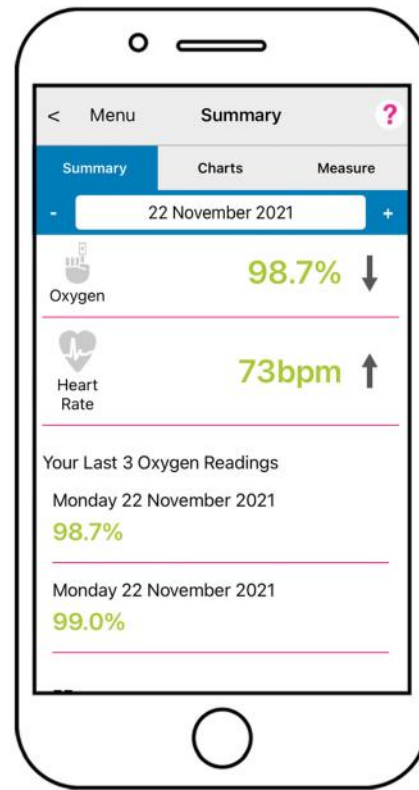 < Menu Summary ?
Summary Charts Measure
- 22 November 2021 +
Oxygen 98.7%
Heart
Rate 73bpm
Your Last 3 Oxygen Readings
Monday 22 November 2021
98.7%
Monday 22 November 2021
99.0%